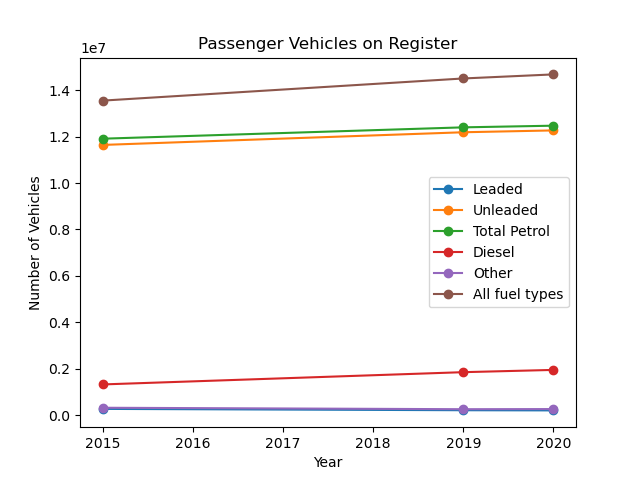 Passenger Vehicles on Register
1e7
1.4
1.2
1.0
0.8
0.6
0.4
0.2
0.0
Number of Vehicles
Leaded
Unleaded
Total Petrol
Diesel
Other
All fuel types
2015 2016 2017 2018 2019 2020
Year